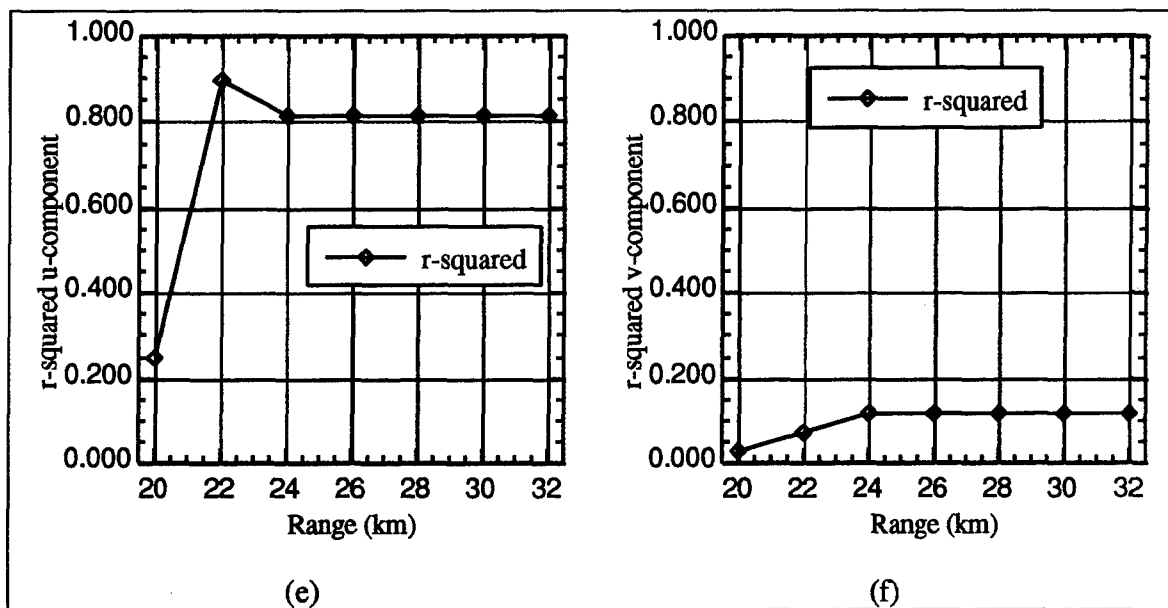 1.000
0.800
0.600
0.400
0.200
0.000
r-squared u-component
r-squared
20 22 24 26 28 30 32
Range (km)
(e)
1.000
0.800
0.600
0.400
0.200
0.000
r-squared v-component
r-squared
20 22 24 26 28 30 32
Range (km)
(f)